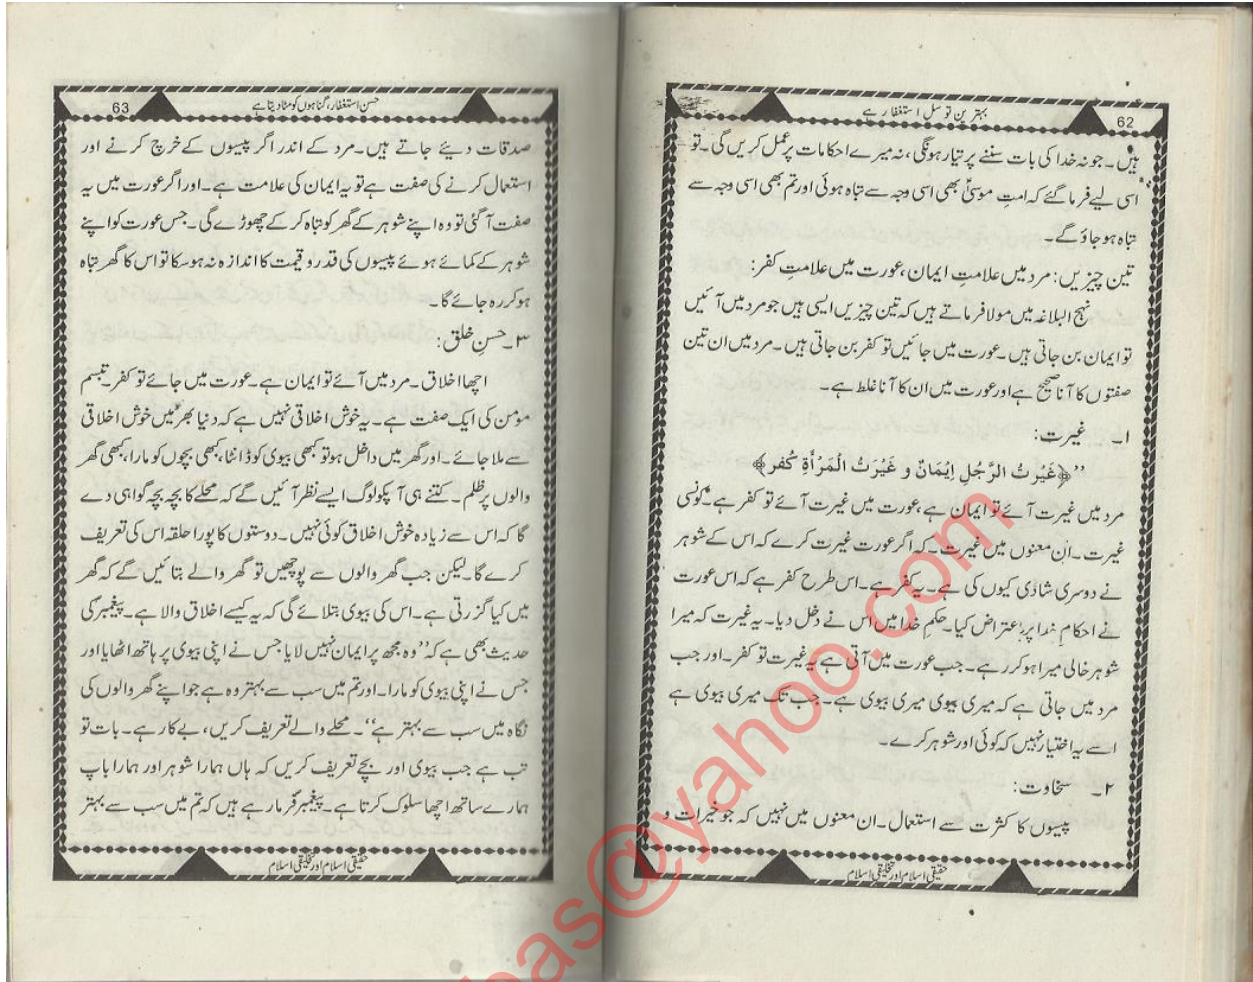 بہترین توسل استغفار ہے
62
ہیں۔ جو نہ خدا کی بات سننے پر تیار ہونگی، نہ میرے احکامات پر عمل کریں گی۔ تو
اسی لیے فرما گئے کہ امتِ موسیٰؑ بھی اسی وجہ سے تباہ ہوئی اور تم بھی اسی وجہ سے
تباہ ہو جاؤ گے۔
تین چیزیں: مرد میں علامتِ ایمان، عورت میں علامتِ کفر:
نہج البلاغہ میں مولا فرماتے ہیں کہ تین چیزیں ایسی ہیں جو مرد میں آئیں
تو ایمان بن جاتی ہیں۔ عورت میں جائیں تو کفر بن جاتی ہیں۔ مرد میں ان تین
صفتوں کا آنا صحیح ہے اور عورت میں ان کا آنا غلط ہے۔
۱۔ غیرت:
”﴿غَيْرَتُ الرَّجُلِ اِيْمَانٌ و غَيْرَتُ الْمَرْأةِ كُفر﴾
مرد میں غیرت آئے تو ایمان ہے، عورت میں غیرت آئے تو کفر ہے۔ کونسی
غیرت۔ ان معنوں میں غیرت۔ کہ اگر عورت غیرت کرے کہ اس کے شوہر
نے دوسری شادی کیوں کی ہے۔ یہ کفر ہے۔ اس طرح کفر ہے کہ اس عورت
نے احکامِ خدا پر اعتراض کیا۔ حکمِ خدا میں اس نے دخل دیا۔ یہ غیرت کہ میرا
شوہر خالی میرا ہو کر رہے۔ جب عورت میں آتی ہے یہ غیرت تو کفر۔ اور جب
مرد میں جاتی ہے کہ میری بیوی میری بیوی ہے۔ جب تک میری بیوی ہے
اسے یہ اختیار نہیں کہ کوئی اور شوہر کرے۔
۲۔ سخاوت:
پیسوں کا کثرت سے استعمال۔ ان معنوں میں نہیں کہ جو خیرات و
حقیقی اسلام اور تخلیقی اسلام
حسن استغفار، گناہوں کو مٹا دیتا ہے
63
صدقات دیئے جاتے ہیں۔ مرد کے اندر اگر پیسوں کے خرچ کرنے اور
استعمال کرنے کی صفت ہے تو یہ ایمان کی علامت ہے۔ اور اگر عورت میں یہ
صفت آ گئی تو وہ اپنے شوہر کے گھر کو تباہ کر کے چھوڑے گی۔ جس عورت کو اپنے
شوہر کے کمائے ہوئے پیسوں کی قدر و قیمت کا اندازہ نہ ہو سکا تو اس کا گھر تباہ
ہو کر رہ جائے گا۔
۳۔ حسنِ خلق:
اچھا اخلاق۔ مرد میں آئے تو ایمان ہے۔ عورت میں جائے تو کفر۔ تبسم
مومن کی ایک صفت ہے۔ یہ خوش اخلاقی نہیں ہے کہ دنیا بھر میں خوش اخلاقی
سے ملا جائے۔ اور گھر میں داخل ہو تو کبھی بیوی کو ڈانٹا، کبھی بچوں کو مارا، کبھی گھر
والوں پر ظلم۔ کتنے ہی آپ کو لوگ ایسے نظر آئیں گے کہ محلے کا بچہ بچہ گواہی دے
گا کہ اس سے زیادہ خوش اخلاق کوئی نہیں۔ دوستوں کا پورا حلقہ اس کی تعریف
کرے گا۔ لیکن جب گھر والوں سے پوچھیں تو گھر والے بتائیں گے کہ گھر
میں کیا گزرتی ہے۔ اس کی بیوی بتلائے گی کہ یہ کیسے اخلاق والا ہے۔ پیغمبرؐ کی
حدیث بھی ہے کہ ”وہ مجھ پر ایمان نہیں لایا جس نے اپنی بیوی پر ہاتھ اٹھایا اور
جس نے اپنی بیوی کو مارا۔ اور تم میں سب سے بہتر وہ ہے جو اپنے گھر والوں کی
نگاہ میں سب سے بہتر ہے“۔ محلے والے تعریف کریں، بے کار ہے۔ بات تو
تب ہے جب بیوی اور بچے تعریف کریں کہ ہاں ہمارا شوہر اور ہمارا باپ
ہمارے ساتھ اچھا سلوک کرتا ہے۔ پیغمبرؐ فرما رہے ہیں کہ تم میں سب سے بہتر
حقیقی اسلام اور تخلیقی اسلام
bas@yahoo.com